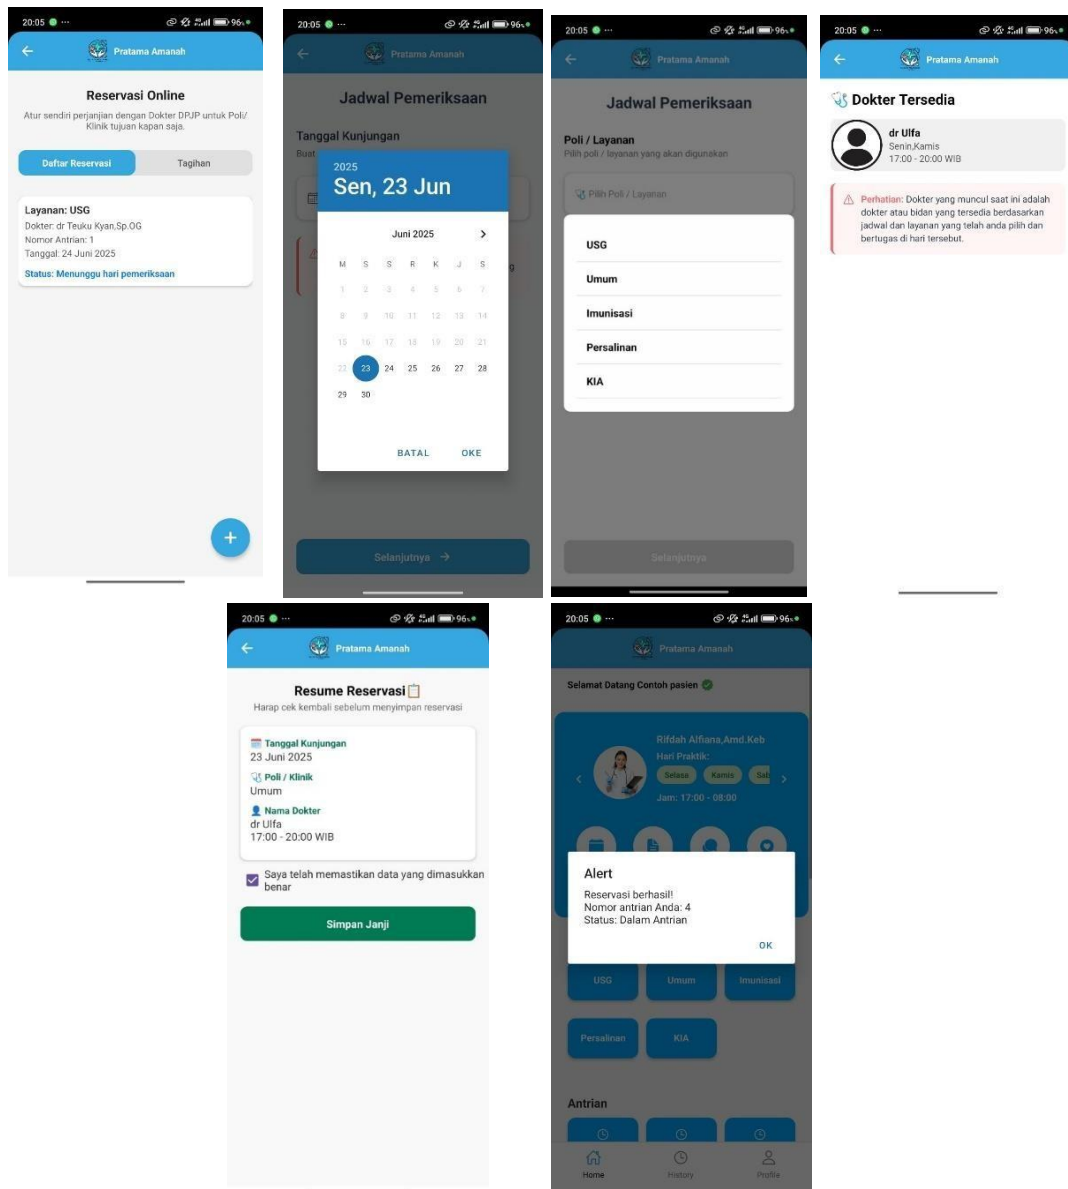 20:05
96
Pratama Amanah
Reservasi Online
Atur sendiri perjanjian dengan Dokter DPJP untuk Poli/
Klinik tujuan kapan saja.
Daftar Reservasi
Tagihan
Layanan: USG
Dokter: dr Teuku Kyan,Sp.OG
Nomor Antrian: 1
Tanggal: 24 Juni 2025
Status: Menunggu hari pemeriksaan
+
20:05
96
Pratama Amanah
Jadwal Pemeriksaan
Tanggal Kunjungan
Buat
2025
Sen, 23 Jun
Juni 2025
M S S R K J S
1 2 3 4 5 6 7
8 9 10 11 12 13 14
15 16 17 18 19 20 21
22 23 24 25 26 27 28
29 30
BATAL OKE
Selanjutnya →
20:05
96
Pratama Amanah
Jadwal Pemeriksaan
Poli / Layanan
Pilih poli / layanan yang akan digunakan
Pilih Poli / Layanan
USG
Umum
Imunisasi
Persalinan
KIA
Selanjutnya
20:05
96
Pratama Amanah
Dokter Tersedia
dr Ulfa
Senin,Kamis
17:00 - 20:00 WIB
Perhatian: Dokter yang muncul saat ini adalah
dokter atau bidan yang tersedia berdasarkan
jadwal dan layanan yang telah anda pilih dan
bertugas di hari tersebut.
20:05
96
Pratama Amanah
Resume Reservasi
Harap cek kembali sebelum menyimpan reservasi
Tanggal Kunjungan
23 Juni 2025
Poli / Klinik
Umum
Nama Dokter
dr Ulfa
17:00 - 20:00 WIB
Saya telah memastikan data yang dimasukkan
benar
Simpan Janji
20:05
96
Pratama Amanah
Selamat Datang Contoh pasien
Rifdah Alfiana,Amd.Keb
Hari Praktik:
Selasa Kamis Sab
Jam: 17:00 - 08:00
Alert
Reservasi berhasil!
Nomor antrian Anda: 4
Status: Dalam Antrian
OK
USG Umum Imunisasi
Persalinan KIA
Antrian
Home History Profile